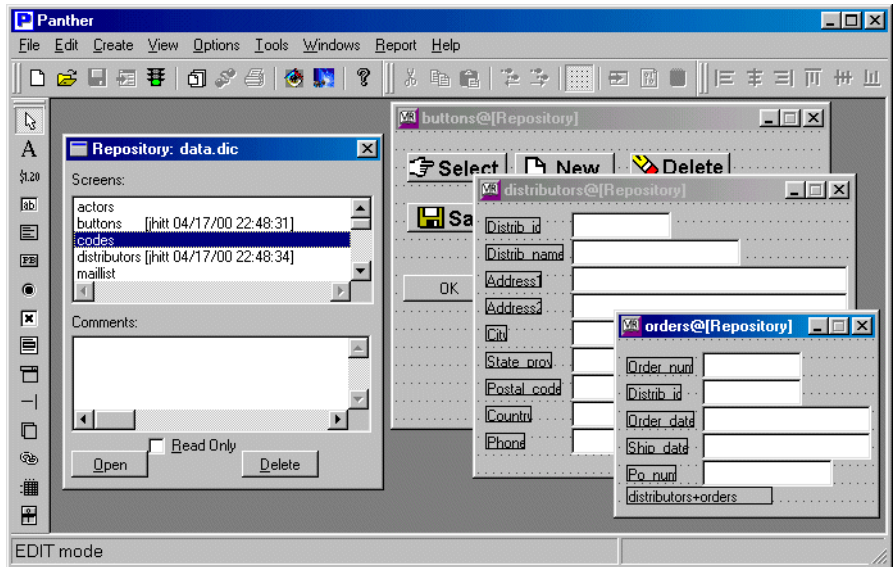 Panther
File Edit Create View Options Tools Windows Report Help
A
$1.20
ab
EDIT mode
Repository: data.dic
Screens:
actors
buttons [jhitt 04/17/00 22:48:31]
codes
distributors [jhitt 04/17/00 22:48:34]
maillist
Comments:
Read Only
Open
Delete
buttons@[Repository]
Select
New
Delete
Sa
OK
distributors@[Repository]
Distrib_id
Distrib_name
Address1
Address2
City
State_prov
Postal_code
Country
Phone
orders@[Repository]
Order_num
Distrib_id
Order_date
Ship_date
Po_num
distributors+orders